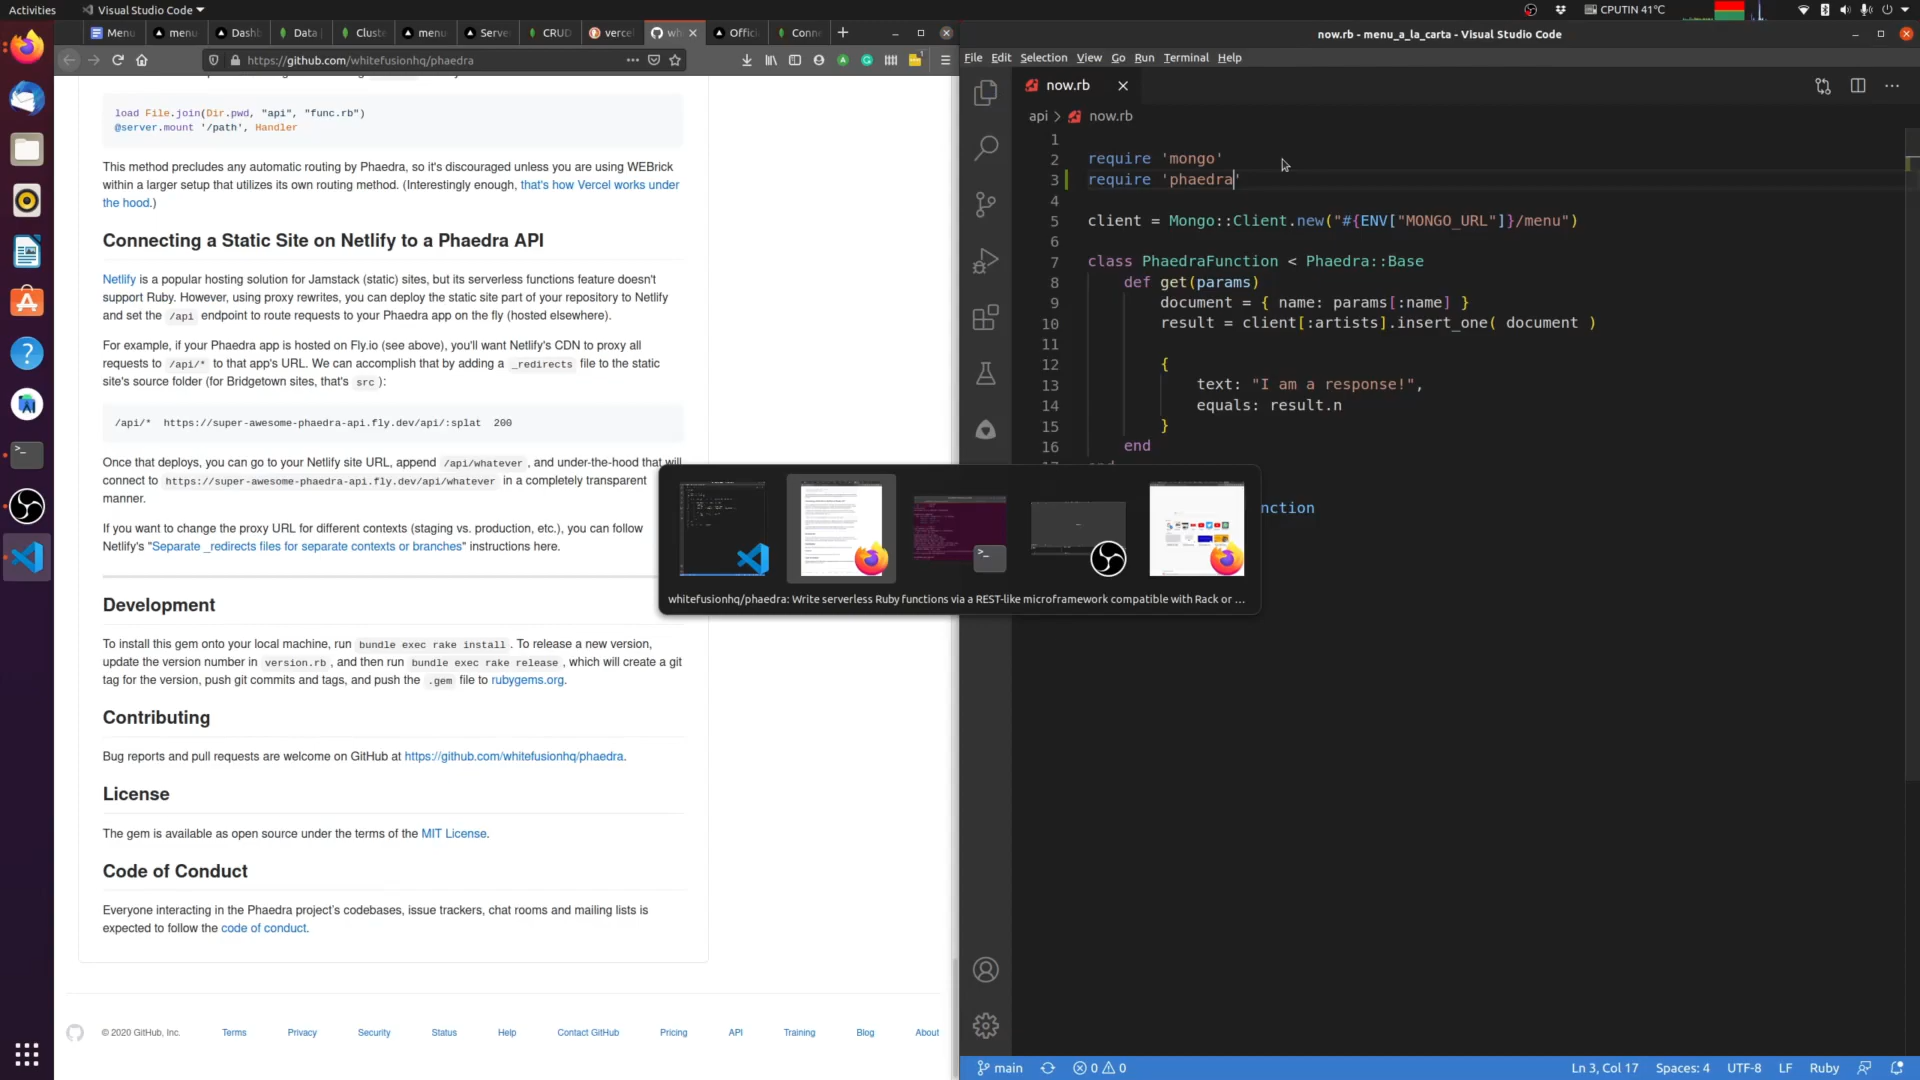 Activities
Visual Studio Code
CPUTIN 41°C
Menu
menu
Dashb
Data
Cluste
menu
Server
CRUD
vercel
wh
Offici
Conn
https://github.com/whitefusionhq/phaedra
load File.join(Dir.pwd, "api", "func.rb")
@server.mount '/path', Handler
This method precludes any automatic routing by Phaedra, so it's discouraged unless you are using WEBrick
within a larger setup that utilizes its own routing method. (Interestingly enough, that's how Vercel works under
the hood.)
Connecting a Static Site on Netlify to a Phaedra API
Netlify is a popular hosting solution for Jamstack (static) sites, but its serverless functions feature doesn't
support Ruby. However, using proxy rewrites, you can deploy the static site part of your repository to Netlify
and set the /api endpoint to route requests to your Phaedra app on the fly (hosted elsewhere).
For example, if your Phaedra app is hosted on Fly.io (see above), you'll want Netlify's CDN to proxy all
requests to /api/* to that app's URL. We can accomplish that by adding a _redirects file to the static
site's source folder (for Bridgetown sites, that's src ):
/api/* https://super-awesome-phaedra-api.fly.dev/api/:splat 200
Once that deploys, you can go to your Netlify site URL, append /api/whatever , and under-the-hood that will
connect to https://super-awesome-phaedra-api.fly.dev/api/whatever in a completely transparent
manner.
If you want to change the proxy URL for different contexts (staging vs. production, etc.), you can follow
Netlify's "Separate _redirects files for separate contexts or branches" instructions here.
Development
To install this gem onto your local machine, run bundle exec rake install . To release a new version,
update the version number in version.rb , and then run bundle exec rake release , which will create a git
tag for the version, push git commits and tags, and push the .gem file to rubygems.org.
Contributing
Bug reports and pull requests are welcome on GitHub at https://github.com/whitefusionhq/phaedra.
License
The gem is available as open source under the terms of the MIT License.
Code of Conduct
Everyone interacting in the Phaedra project's codebases, issue trackers, chat rooms and mailing lists is
expected to follow the code of conduct.
© 2020 GitHub, Inc. Terms Privacy Security Status Help Contact GitHub Pricing API Training Blog About
whitefusionhq/phaedra: Write serverless Ruby functions via a REST-like microframework compatible with Rack or ...
now.rb - menu_a_la_carta - Visual Studio Code
File Edit Selection View Go Run Terminal Help
now.rb
api > now.rb
1
2 require 'mongo'
3 require 'phaedra'
4
5 client = Mongo::Client.new("#{ENV["MONGO_URL"]}/menu")
6
7 class PhaedraFunction < Phaedra::Base
8 def get(params)
9 document = { name: params[:name] }
10 result = client[:artists].insert_one( document )
11
12 {
13 text: "I am a response!",
14 equals: result.n
15 }
16 end
17 end
nction
main
0 0
Ln 3, Col 17 Spaces: 4 UTF-8 LF Ruby